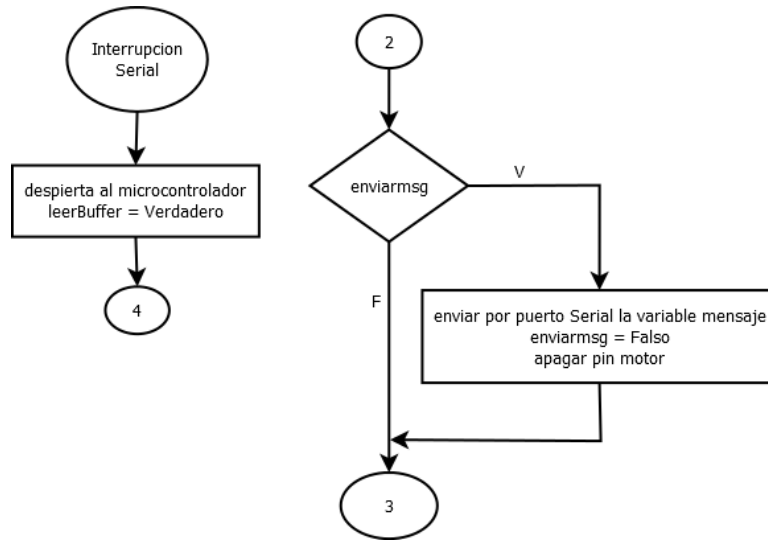 Interrupcion
Serial
despierta al microcontrolador
leerBuffer = Verdadero
4
2
enviarmsg
V
F
enviar por puerto Serial la variable mensaje
enviarmsg = Falso
apagar pin motor
3